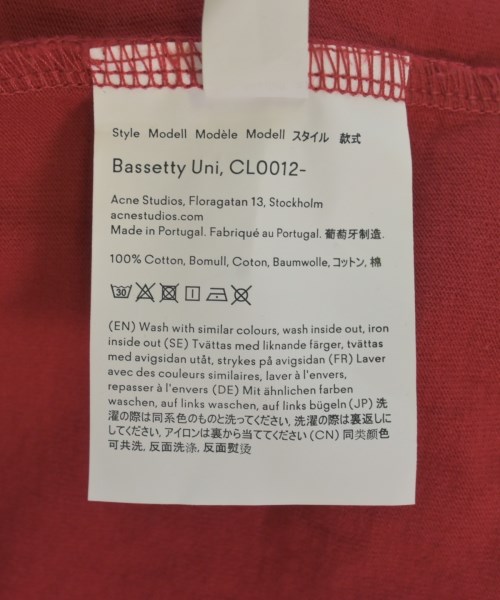 Style Modell Modèle Modell スタイル 款式
Bassetty Uni, CL0012-
Acne Studios, Floragatan 13, Stockholm
acnestudios.com
Made in Portugal. Fabriqué au Portugal. 葡萄牙制造.
100% Cotton, Bomull, Coton, Baumwolle, コットン, 棉
30
(EN) Wash with similar colours, wash inside out, iron
inside out (SE) Tvättas med liknande färger, tvättas
med avigsidan utåt, strykes på avigsidan (FR) Laver
avec des couleurs similaires, laver à l'envers,
repasser à l'envers (DE) Mit ähnlichen farben
waschen, auf links waschen, auf links bügeln (JP) 洗
濯の際は同系色のものと洗ってください, 洗濯の際は裏返しに
してください, アイロンは裏から当ててください (CN) 同类颜色
可共洗, 反面洗涤, 反面熨烫